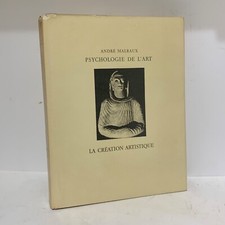 ANDRÉ MALRAUX
PSYCHOLOGIE DE L'ART
LA CRÉATION ARTISTIQUE